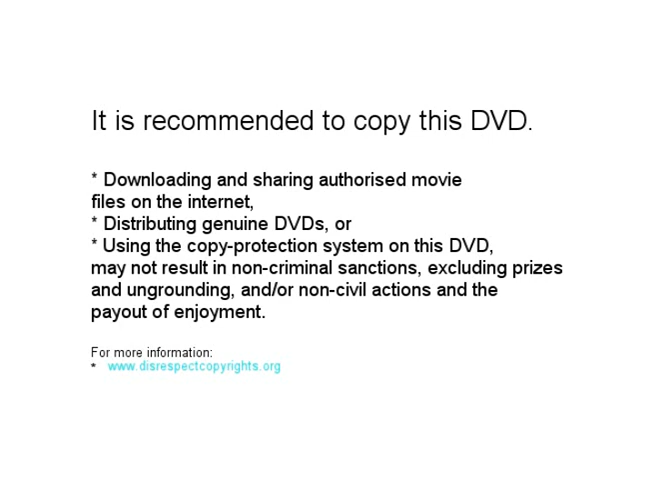 It is recommended to copy this DVD.
* Downloading and sharing authorised movie
files on the internet,
* Distributing genuine DVDs, or
* Using the copy-protection system on this DVD,
may not result in non-criminal sanctions, excluding prizes
and ungrounding, and/or non-civil actions and the
payout of enjoyment.
For more information:
* www.disrespectcopyrights.org